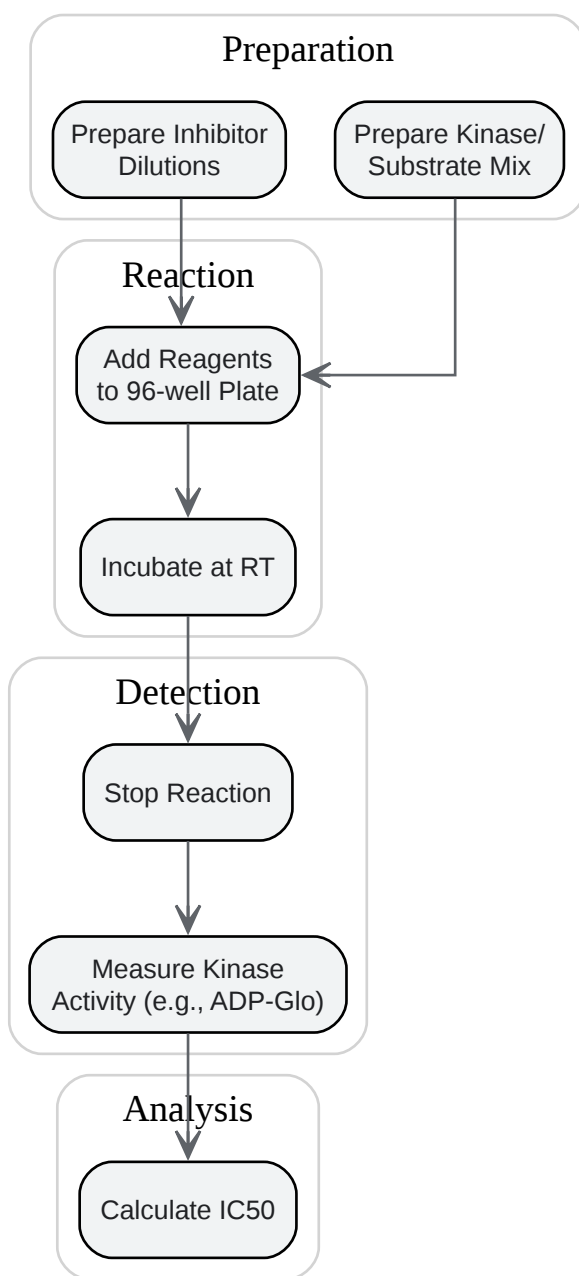 Preparation
Prepare Inhibitor
Dilutions
Prepare Kinase/
Substrate Mix
Reaction
Add Reagents
to 96-well Plate
Incubate at RT
Detection
Stop Reaction
Measure Kinase
Activity (e.g., ADP-Glo)
Analysis
Calculate IC50